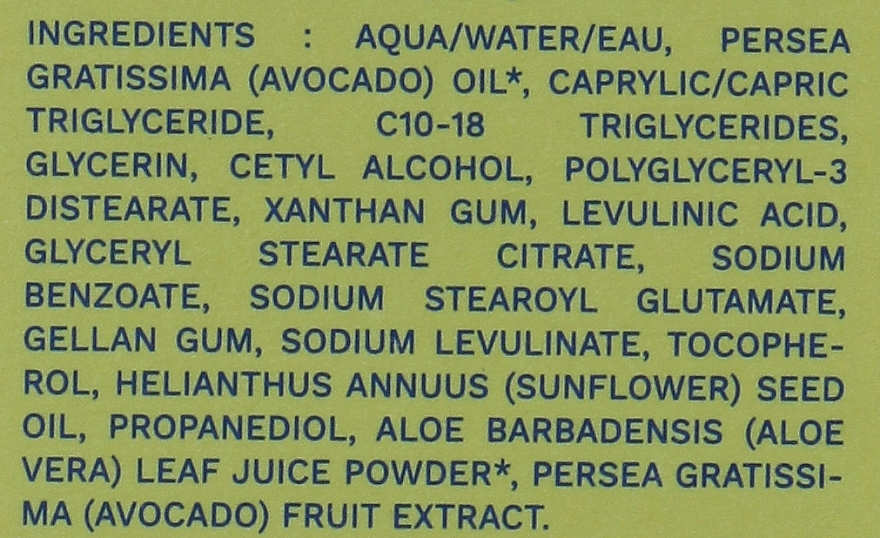 INGREDIENTS : AQUA/WATER/EAU, PERSEA
GRATISSIMA (AVOCADO) OIL*, CAPRYLIC/CAPRIC
TRIGLYCERIDE, C10-18 TRIGLYCERIDES,
GLYCERIN, CETYL ALCOHOL, POLYGLYCERYL-3
DISTEARATE, XANTHAN GUM, LEVULINIC ACID,
GLYCERYL STEARATE CITRATE, SODIUM
BENZOATE, SODIUM STEAROYL GLUTAMATE,
GELLAN GUM, SODIUM LEVULINATE, TOCOPHE-
ROL, HELIANTHUS ANNUUS (SUNFLOWER) SEED
OIL, PROPANEDIOL, ALOE BARBADENSIS (ALOE
VERA) LEAF JUICE POWDER*, PERSEA GRATISSI-
MA (AVOCADO) FRUIT EXTRACT.